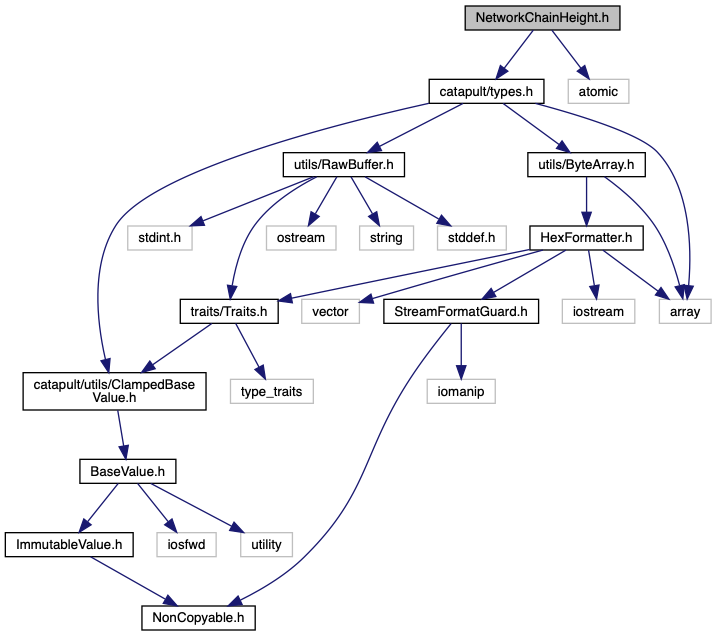 NetworkChainHeight.h
catapult/types.h
atomic
utils/RawBuffer.h
utils/ByteArray.h
stdint.h
ostream
string
stddef.h
HexFormatter.h
traits/Traits.h
vector
StreamFormatGuard.h
iostream
array
catapult/utils/ClampedBase
Value.h
type_traits
iomanip
BaseValue.h
ImmutableValue.h
iosfwd
utility
NonCopyable.h